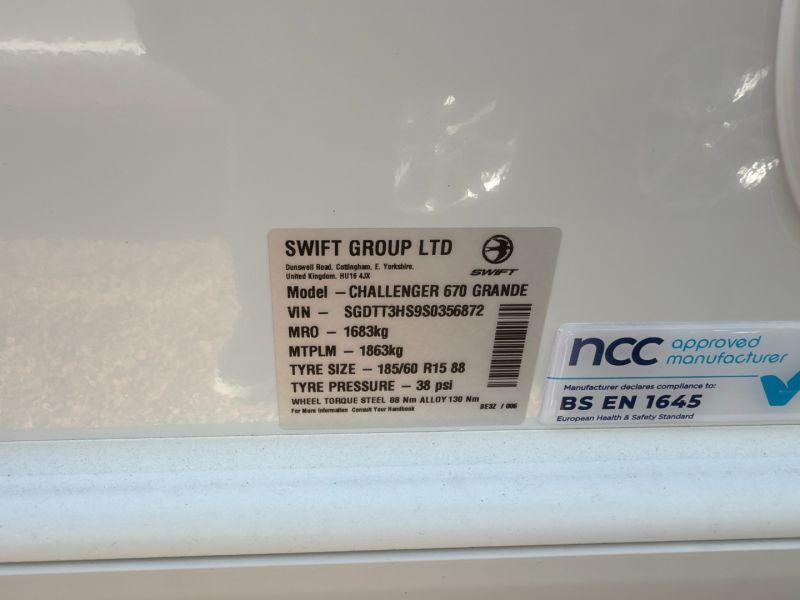 SWIFT GROUP LTD
SWIFT
Dunswell Road, Cottingham, E. Yorkshire,
United Kingdom. HU16 4JX
Model - CHALLENGER 670 GRANDE
VIN - SGDTT3HS9S0356872
MRO - 1683kg
MTPLM - 1863kg
TYRE SIZE - 185/60 R15 88
TYRE PRESSURE - 38 psi
WHEEL TORQUE STEEL 88 Nm ALLOY 130 Nm
For More Information Consult Your Handbook
BE32 / 006
ncc approved manufacturer
Manufacturer declares compliance to:
BS EN 1645
European Health & Safety Standard